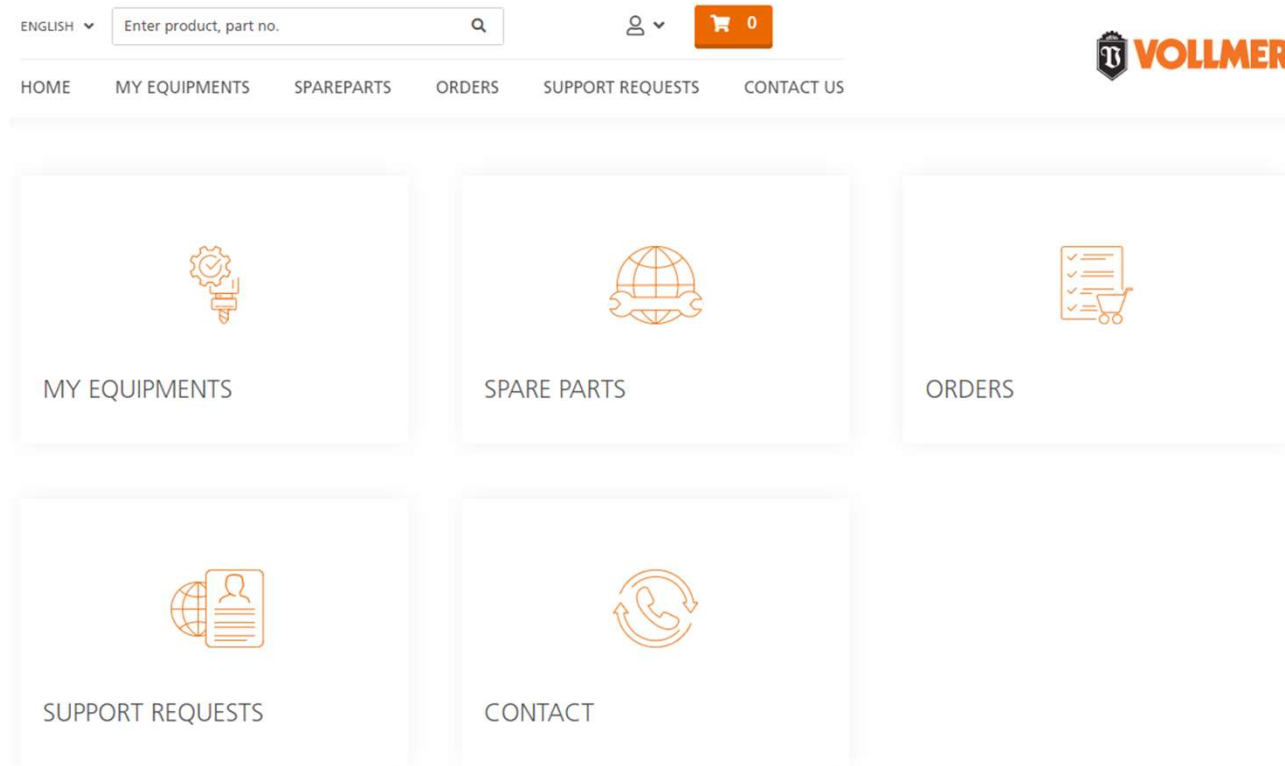 ENGLISH
Enter product, part no.
0
VOLLMER
HOME MY EQUIPMENTS SPAREPARTS ORDERS SUPPORT REQUESTS CONTACT US
MY EQUIPMENTS
SPARE PARTS
ORDERS
SUPPORT REQUESTS
CONTACT